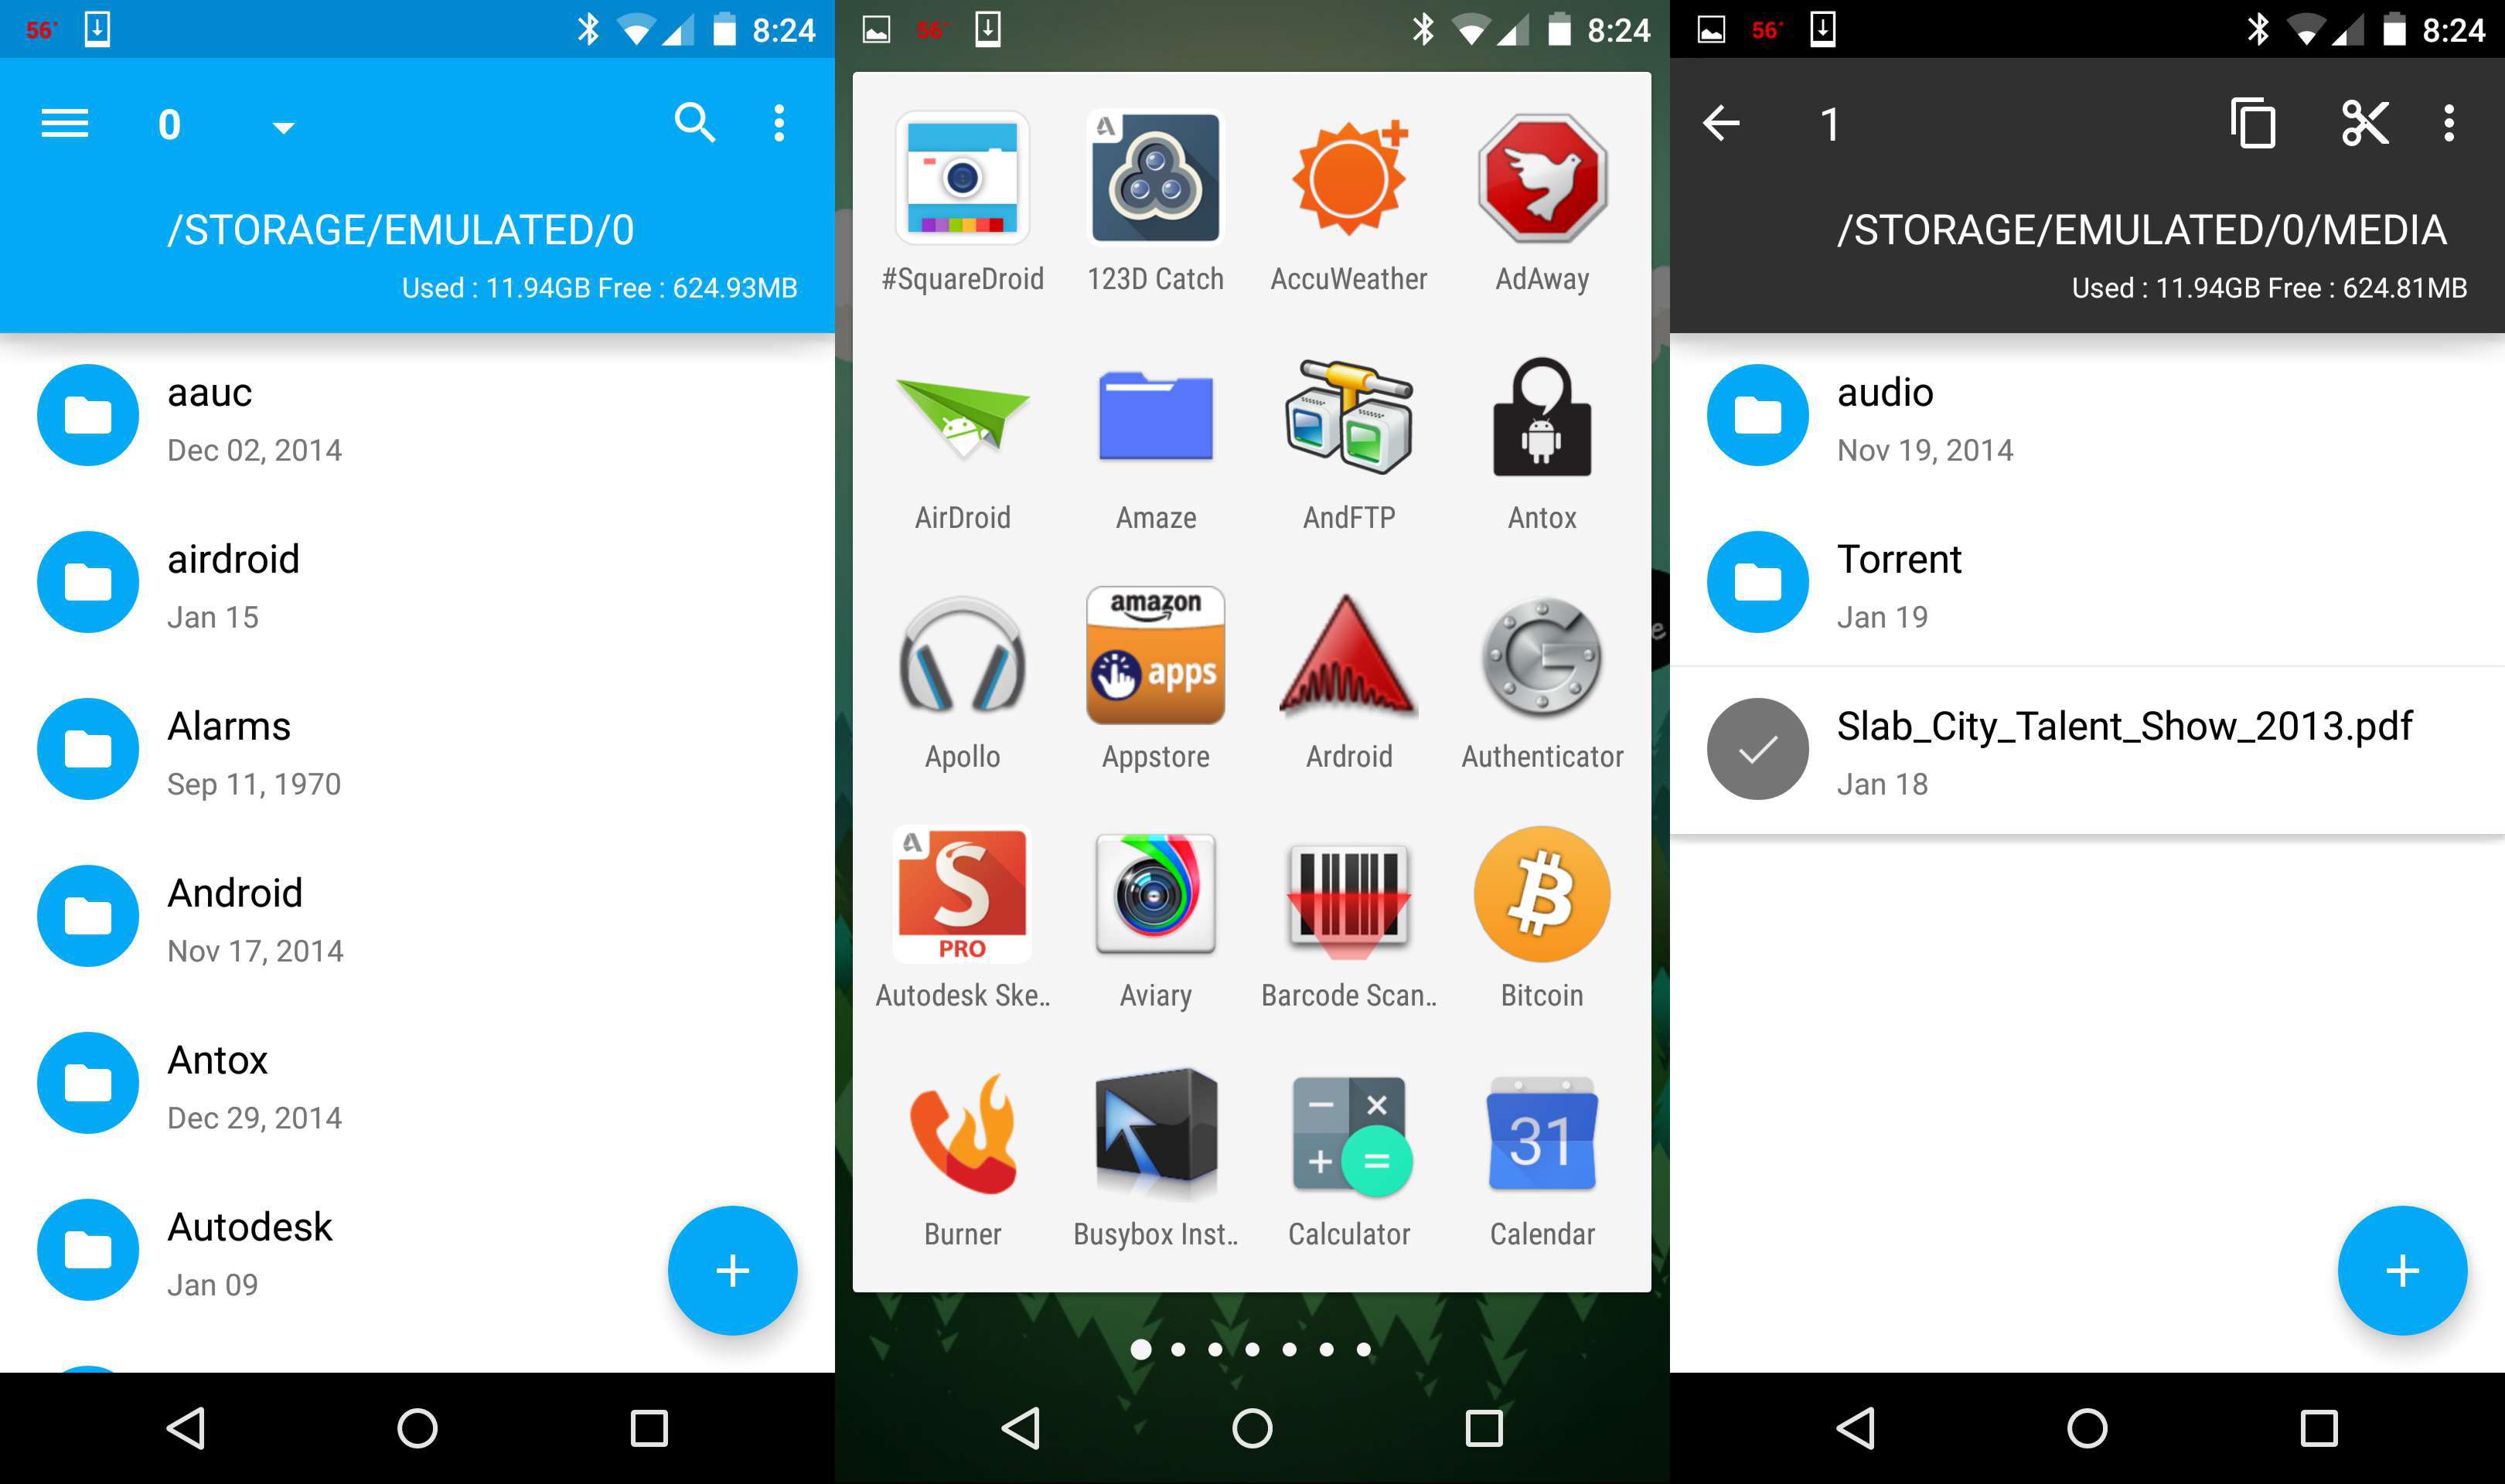 56°
8:24
0
/STORAGE/EMULATED/0
Used : 11.94GB Free : 624.93MB
aauc
Dec 02, 2014
airdroid
Jan 15
Alarms
Sep 11, 1970
Android
Nov 17, 2014
Antox
Dec 29, 2014
Autodesk
Jan 09
56°
8:24
#SquareDroid
123D Catch
AccuWeather
AdAway
AirDroid
Amaze
AndFTP
Antox
amazon
apps
Apollo
Appstore
Ardroid
Authenticator
PRO
Autodesk Ske..
Aviary
Barcode Scan..
Bitcoin
31
Burner
Busybox Inst..
Calculator
Calendar
56°
8:24
1
/STORAGE/EMULATED/0/MEDIA
Used : 11.94GB Free : 624.81MB
audio
Nov 19, 2014
Torrent
Jan 19
Slab_City_Talent_Show_2013.pdf
Jan 18